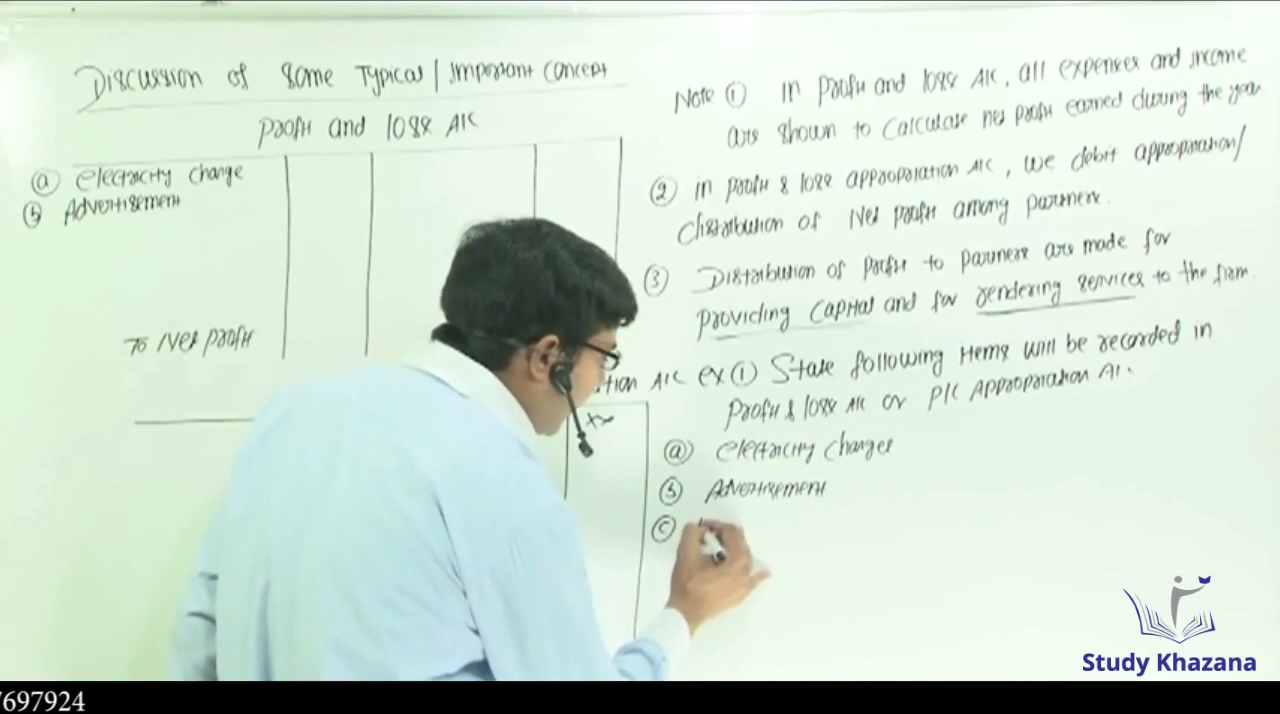 Discussion of some Typical / Important Concept
Profit and loss A/C
(a) Electricity change
(b) Advertisement
To Net profit
Note (1) In profit and loss A/C, all expenses and income
are shown to calculate net profit earned during the year
(2) In profit & loss appropriation A/C, we debit appropriation/
distribution of Net profit among partners.
(3) Distribution of profit to partners are made for
providing capital and for rendering services to the firm.
ation A/C
ex (1) State following items will be recorded in
profit & loss A/C or P/L Appropriation A/.
(a) electricity charges
(b) Advertisement
(c)
Study Khazana
7697924